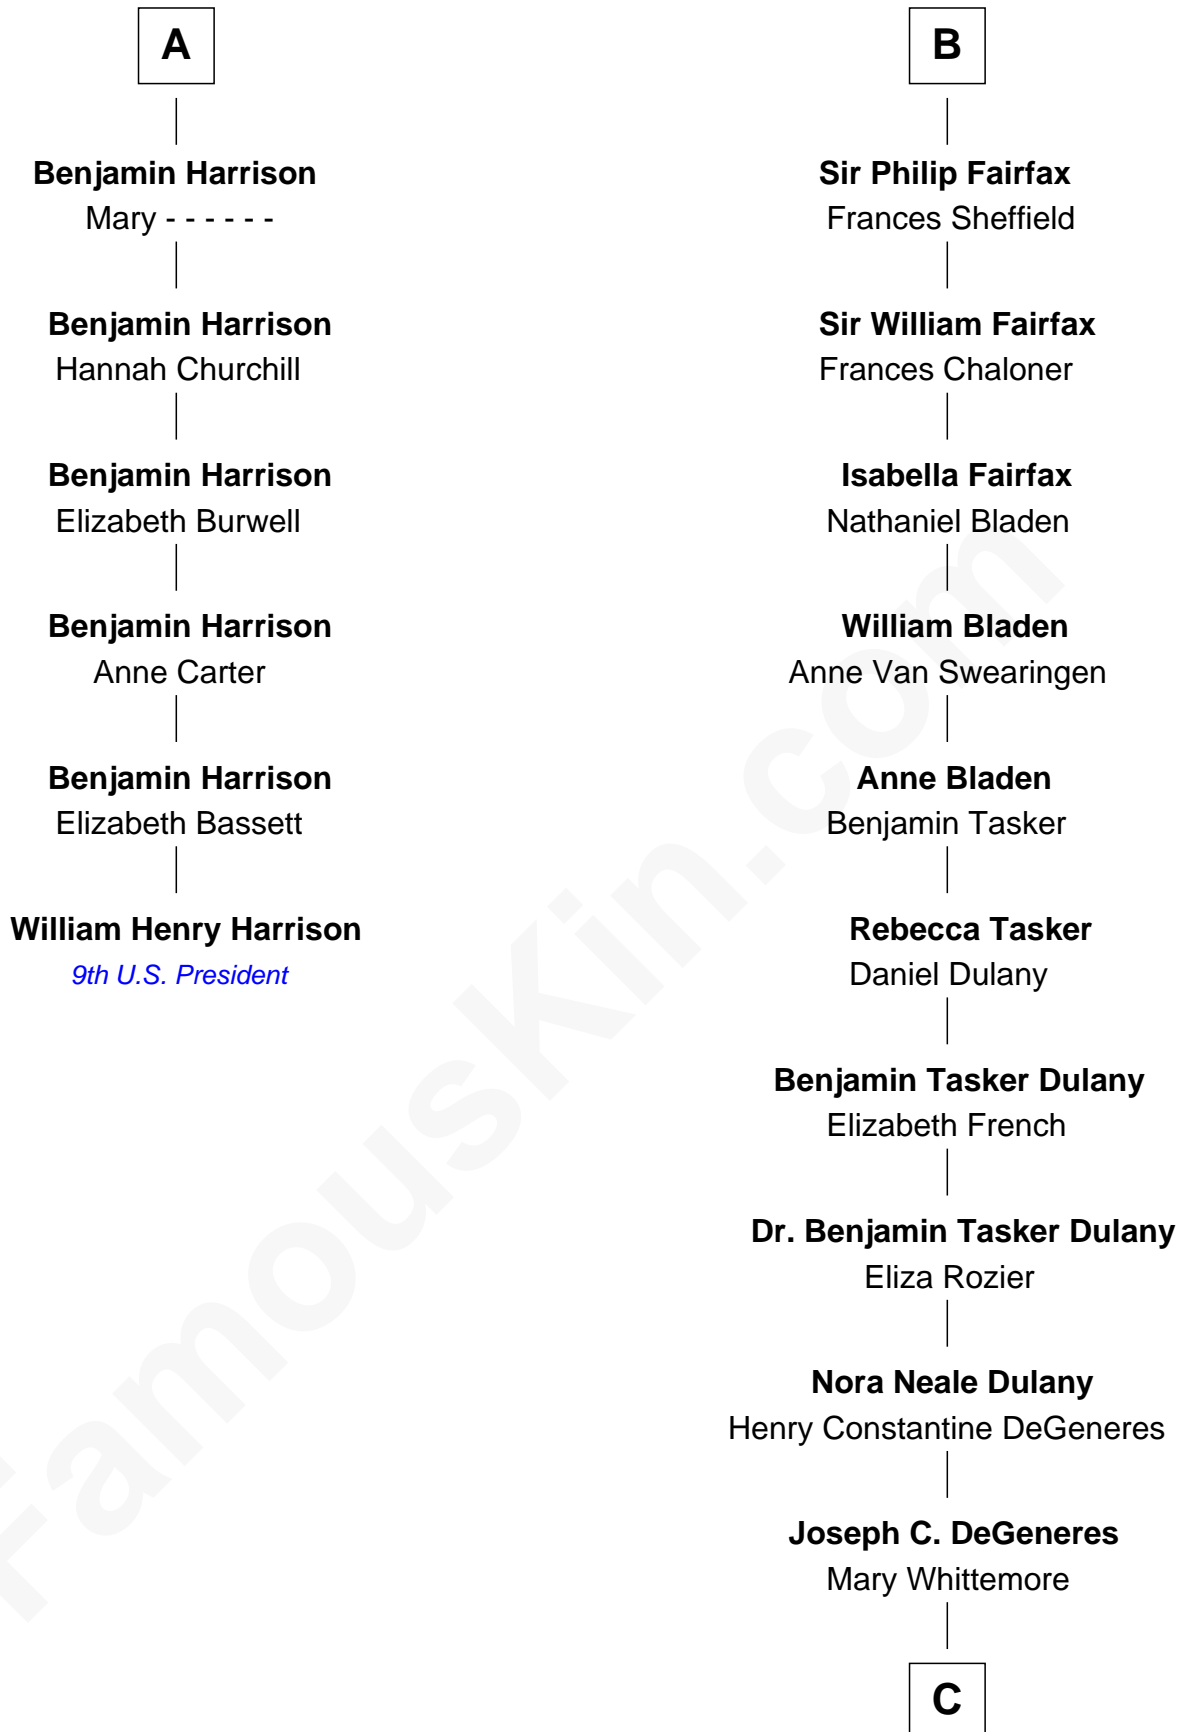 A
Benjamin Harrison
Mary - - - - - -
Benjamin Harrison
Hannah Churchill
Benjamin Harrison
Elizabeth Burwell
Benjamin Harrison
Anne Carter
Benjamin Harrison
Elizabeth Bassett
William Henry Harrison
9th U.S. President
B
Sir Philip Fairfax
Frances Sheffield
Sir William Fairfax
Frances Chaloner
Isabella Fairfax
Nathaniel Bladen
William Bladen
Anne Van Swearingen
Anne Bladen
Benjamin Tasker
Rebecca Tasker
Daniel Dulany
Benjamin Tasker Dulany
Elizabeth French
Dr. Benjamin Tasker Dulany
Eliza Rozier
Nora Neale Dulany
Henry Constantine DeGeneres
Joseph C. DeGeneres
Mary Whittemore
C
FamousKin.com